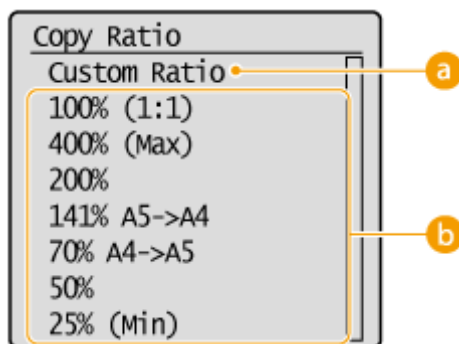 Copy Ratio
Custom Ratio
a
100% (1:1)
400% (Max)
200%
141% A5->A4
70% A4->A5
b
50%
25% (Min)